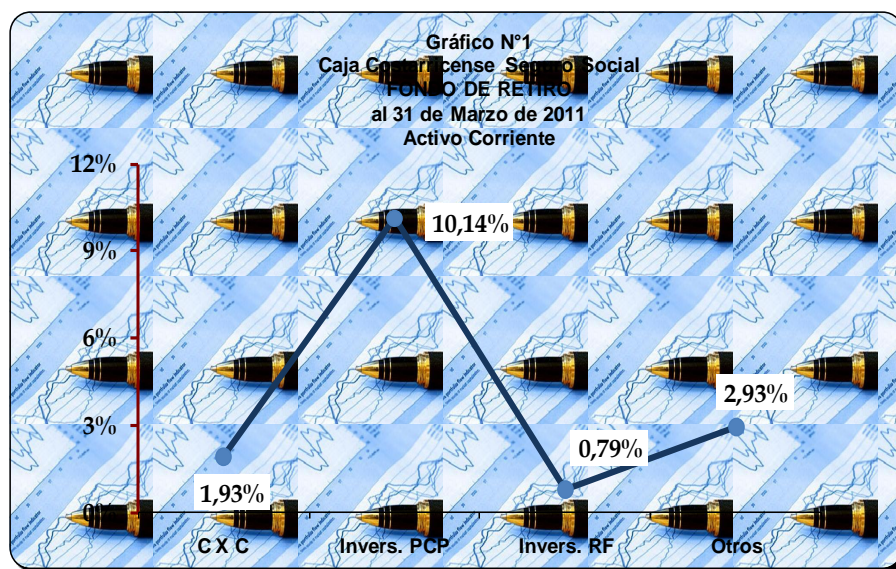 Gráfico N°1
Caja Costarricense Seguro Social
FONDO DE RETIRO
al 31 de Marzo de 2011
Activo Corriente
12%
9%
6%
3%
0%
10,14%
2,93%
0,79%
1,93%
C X C
Invers. PCP
Invers. RF
Otros